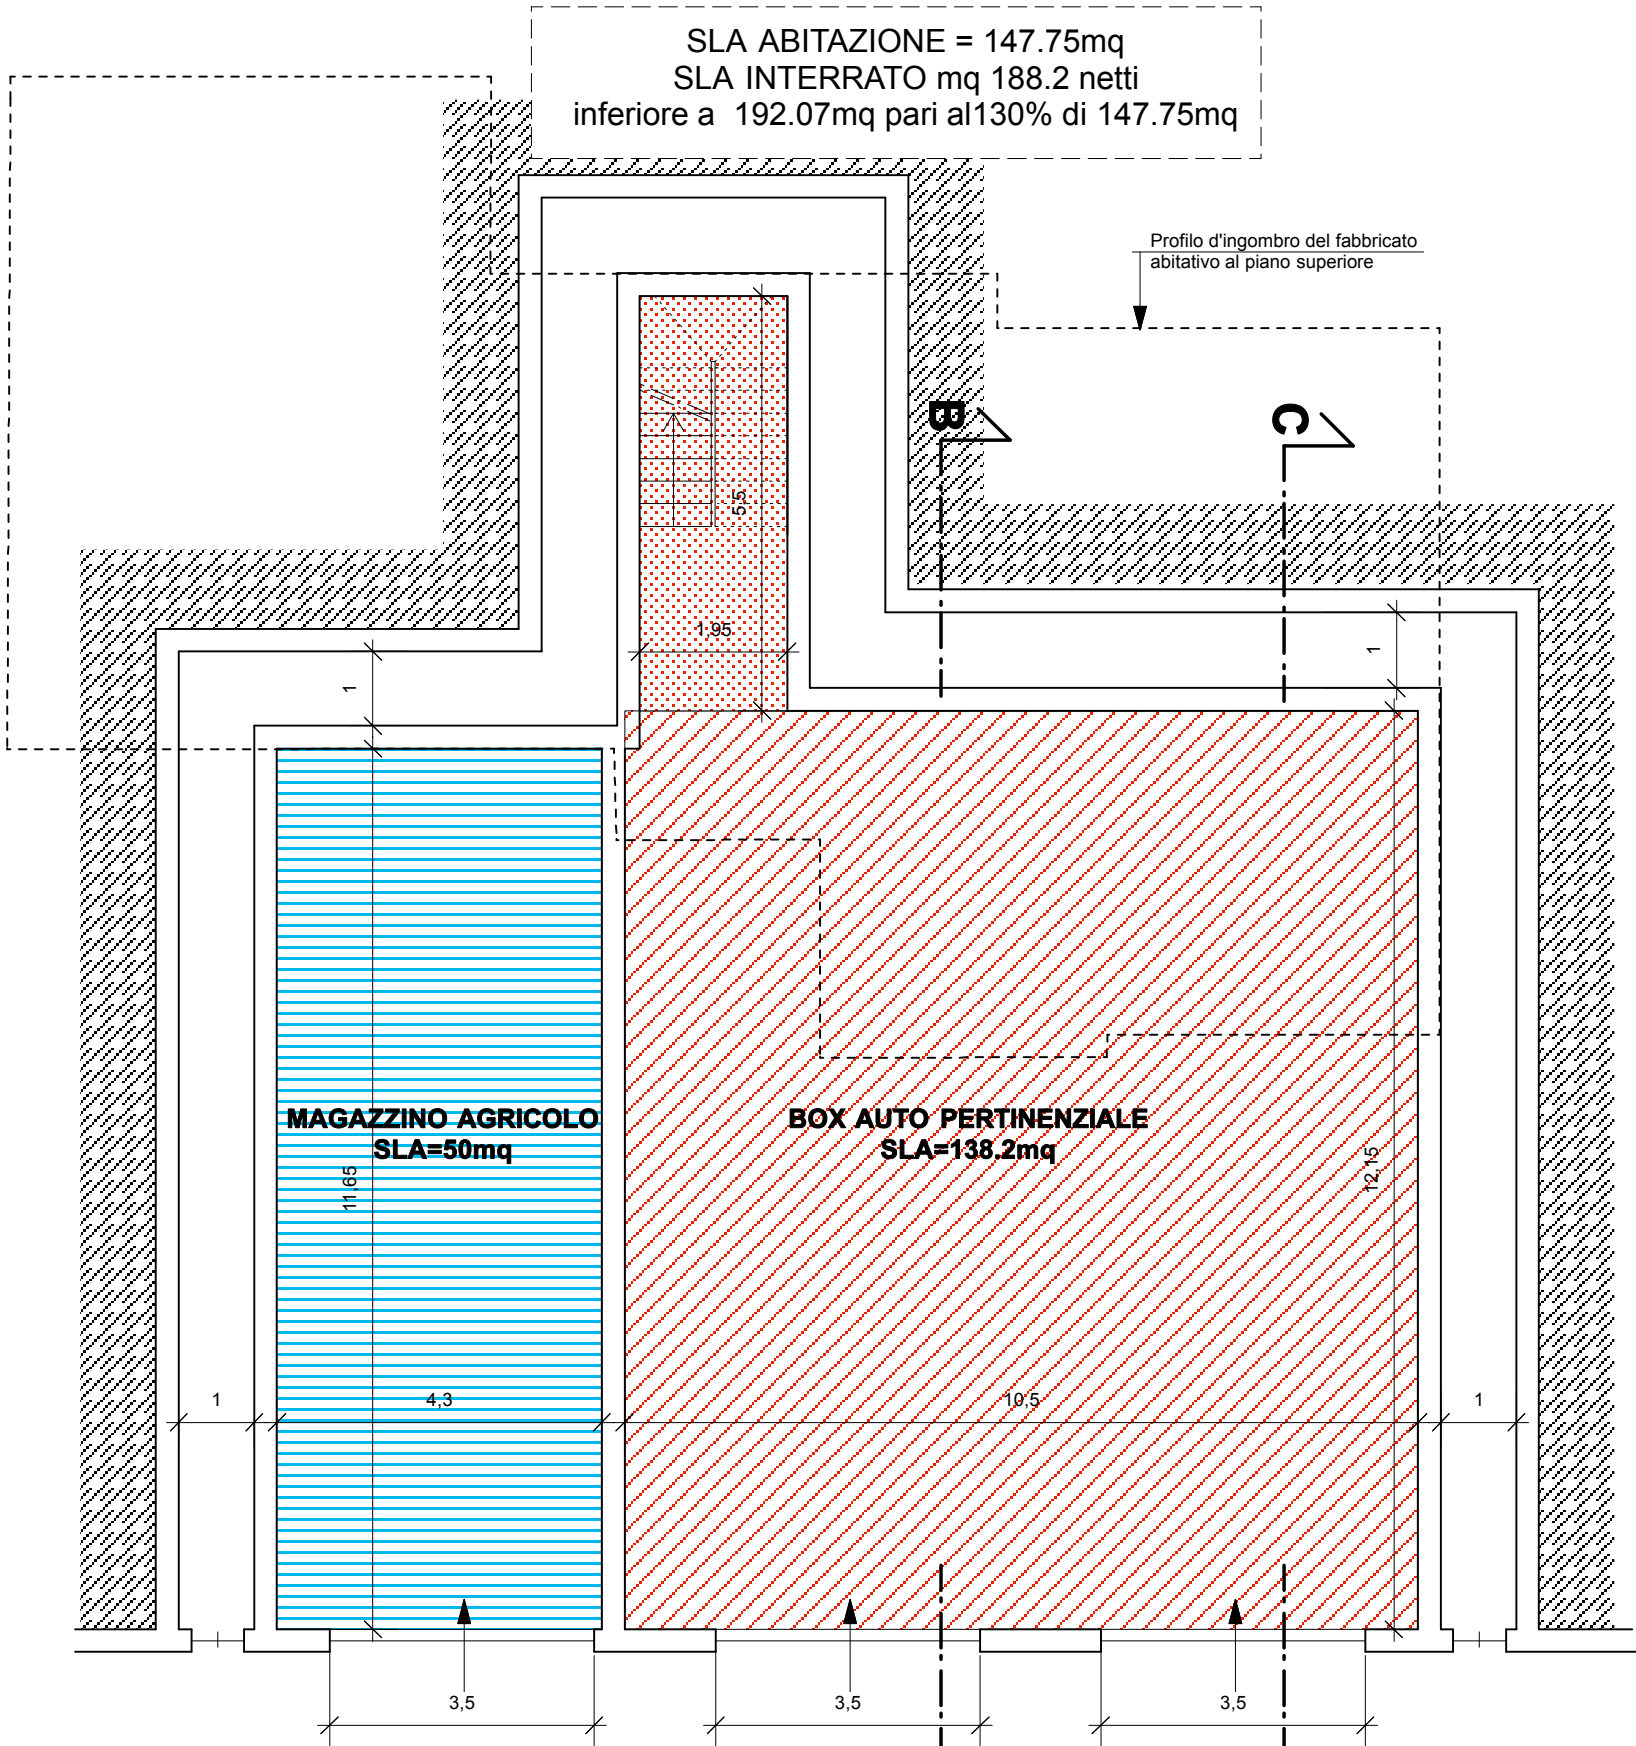 SLA ABITAZIONE = 147.75mq
SLA INTERRATO mq 188.2 netti
inferiore a 192.07mq pari al130% di 147.75mq
Profilo d'ingombro del fabbricato
abitativo al piano superiore
B
C
5,5
1,95
1
1
MAGAZZINO AGRICOLO
SLA=50mq
BOX AUTO PERTINENZIALE
SLA=138.2mq
11,65
12,15
1
4,3
10,5
1
3,5
3,5
3,5